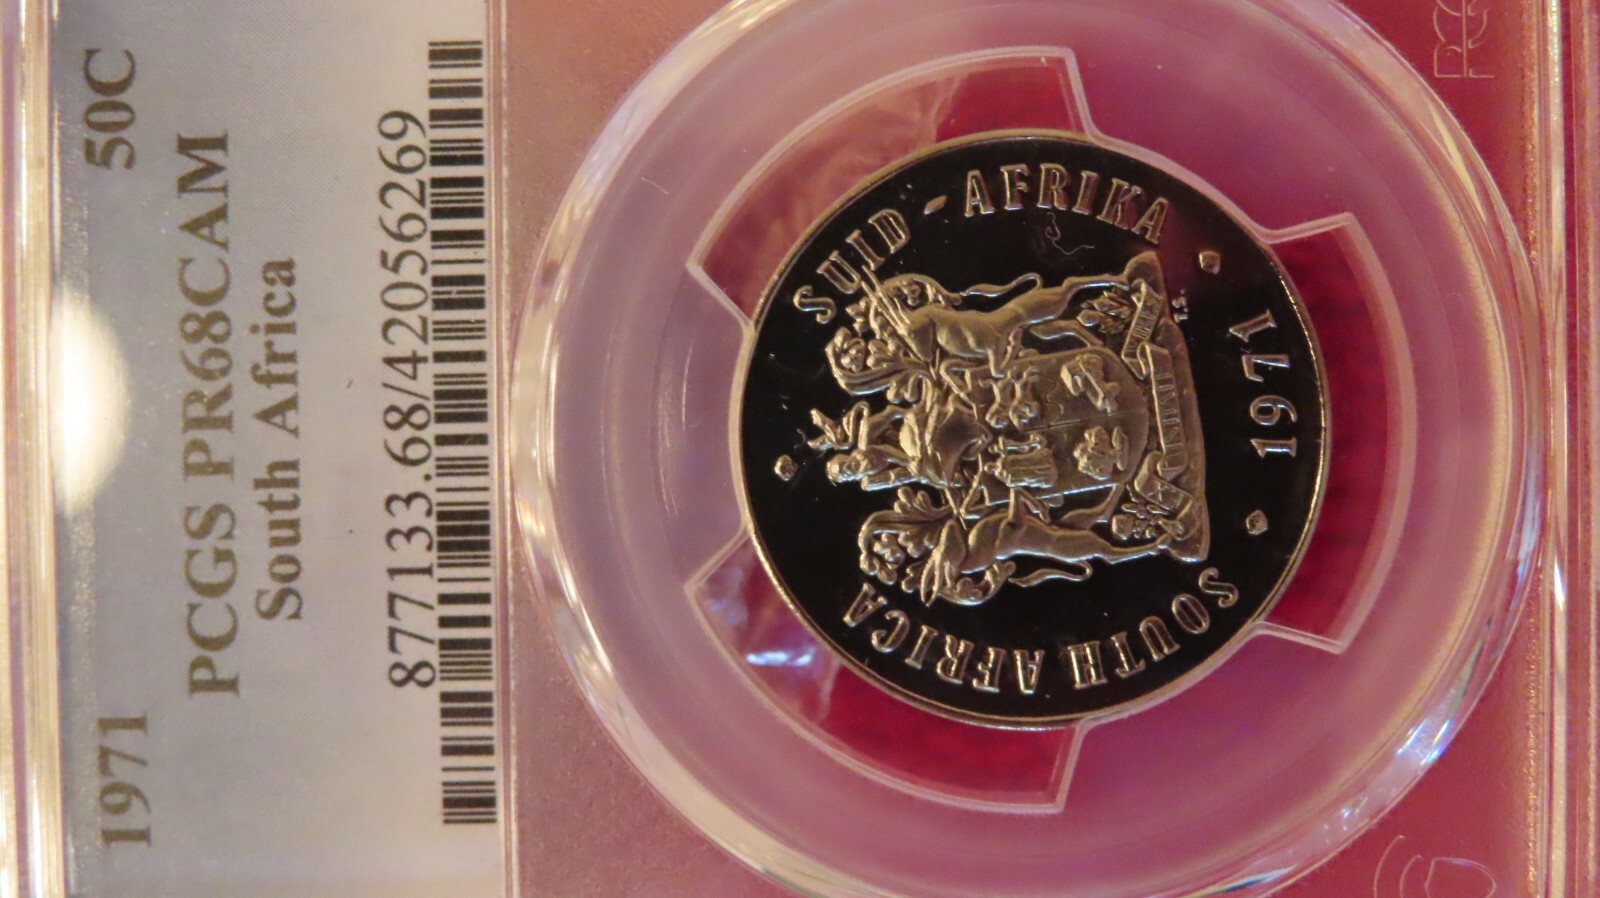 1971 50C
PCGS PR68CAM
South Africa
877133.68/42056269
SUID - AFRIKA
1971
SOUTH AFRICA
T.S.